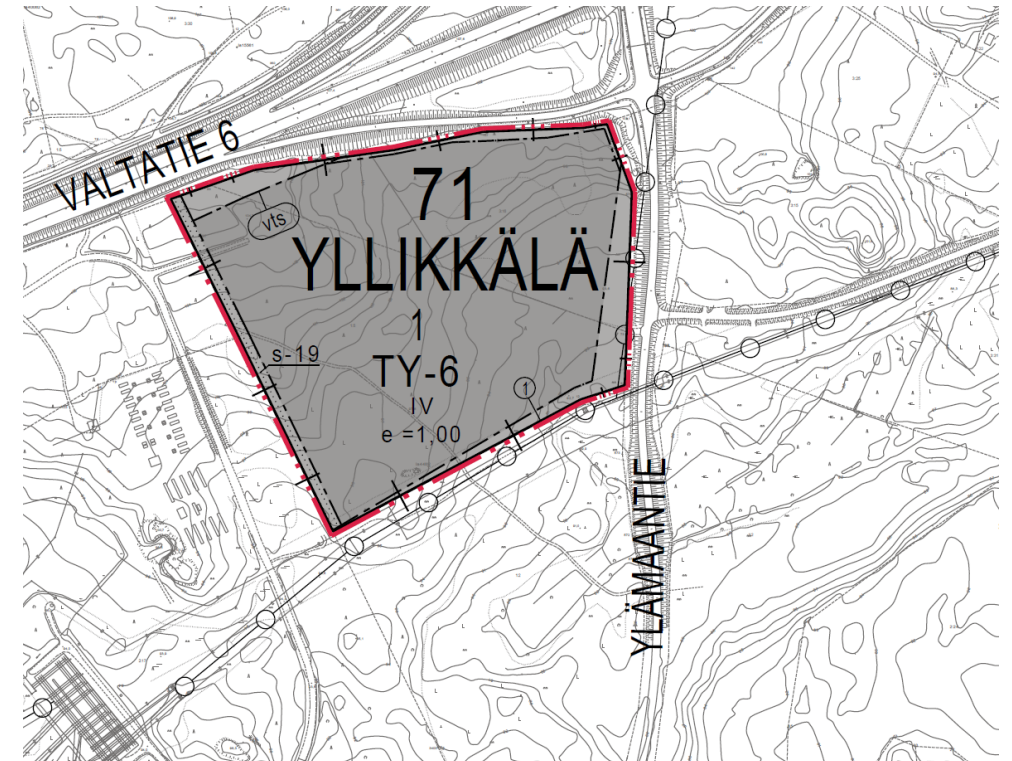 VALTATIE 6
71
vts
YLLIKKÄLÄ
1
s-19
TY-6
1
IV
e =1,00
YLÄMAANTIE